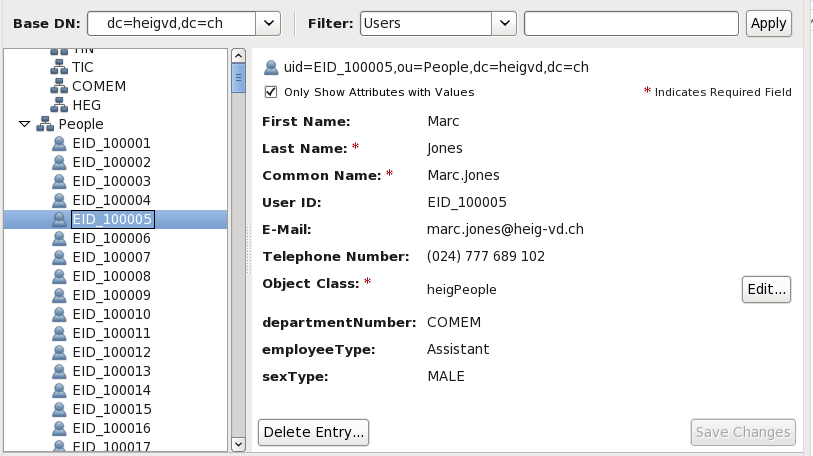 Base DN: dc=heigvd,dc=ch Filter: Users Apply
TIN
TIC
COMEM
HEG
People
EID_100001
EID_100002
EID_100003
EID_100004
EID_100005
EID_100006
EID_100007
EID_100008
EID_100009
EID_100010
EID_100011
EID_100012
EID_100013
EID_100014
EID_100015
EID_100016
EID_100017
uid=EID_100005,ou=People,dc=heigvd,dc=ch
Only Show Attributes with Values * Indicates Required Field
First Name: Marc
Last Name: * Jones
Common Name: * Marc.Jones
User ID: EID_100005
E-Mail: marc.jones@heig-vd.ch
Telephone Number: (024) 777 689 102
Object Class: * heigPeople Edit...
departmentNumber: COMEM
employeeType: Assistant
sexType: MALE
Delete Entry... Save Changes